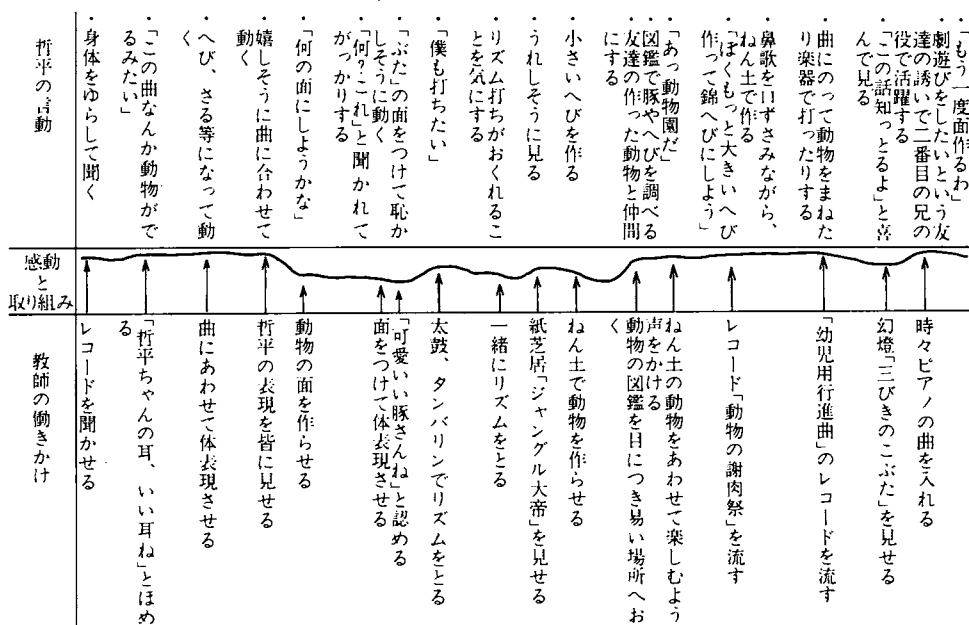 哲平の言動
・身体をゆらして聞く
・「この曲なんか動物がで
るみたい」
・へび、さる等になって動
く
・嬉しそうに曲に合わせて
動く
・「何の面にしようかな」
・「ぶた」の面をつけて恥か
しそうに動く
・「何?これ」と聞かれて
がっかりする
・「僕も打ちたい」
・リズム打ちがおくれるこ
とを気にする
・うれしそうに見る
・小さいへびを作る
・「あっ動物園だ」
・図鑑で豚やへびを調べる
・友達の作った動物と仲間
にする
・鼻歌を口ずさみながら、
ねん土で作る
・「ぼくもっと大きいへび
作って錦へびにしよう」
・曲にのって動物をまねた
り楽器で打ったりする
・「この話知っとるよ」と喜
んで見る
・「もう一度面作るわ」
・劇遊びをしたいという友
達の誘いで二番目の兄の
役で活躍する
感動
と
取り組み
教師の働きかけ
レコードを聞かせる
「哲平ちゃんの耳、いい耳ね」とほめ
る
曲にあわせて体表現させる
哲平の表現を皆に見せる
動物の面を作らせる
面をつけて体表現させる
「可愛いい豚さんね」と認める
太鼓、タンバリンでリズムをとる
一緒にリズムをとる
紙芝居「ジャングル大帝」を見せる
ねん土で動物を作らせる
動物の図鑑を目につき易い場所へお
く
ねん土の動物をあわせて楽しむよう
声をかける
レコード「動物の謝肉祭」を流す
「幼児用行進曲」のレコードを流す
幻燈「三びきのこぶた」を見せる
時々ピアノの曲を入れる